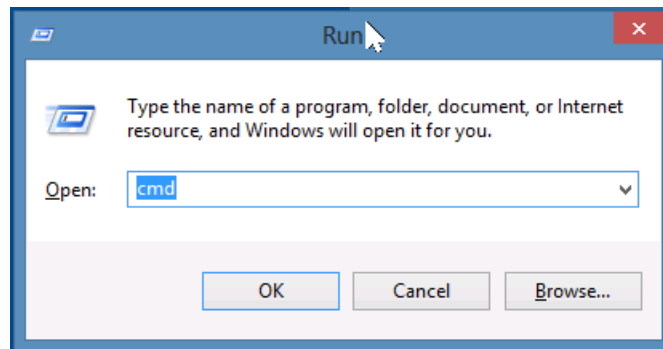 Run
Type the name of a program, folder, document, or Internet
resource, and Windows will open it for you.
Open: cmd
OK Cancel Browse...